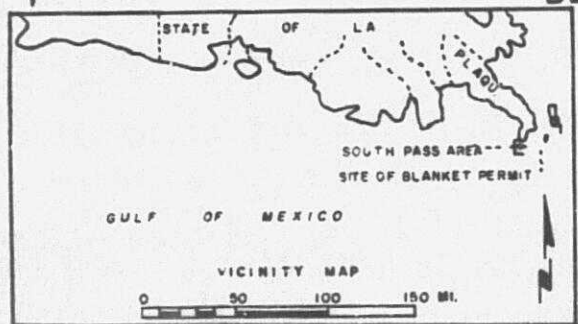 STATE OF LA
PLAQU
SOUTH PASS AREA
SITE OF BLANKET PERMIT
GULF OF MEXICO
VICINITY MAP
0 50 100 150 MI.